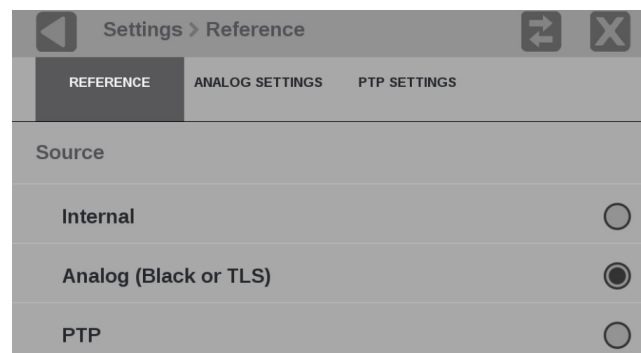 Settings > Reference
REFERENCE ANALOG SETTINGS PTP SETTINGS
Source
Internal
Analog (Black or TLS)
PTP